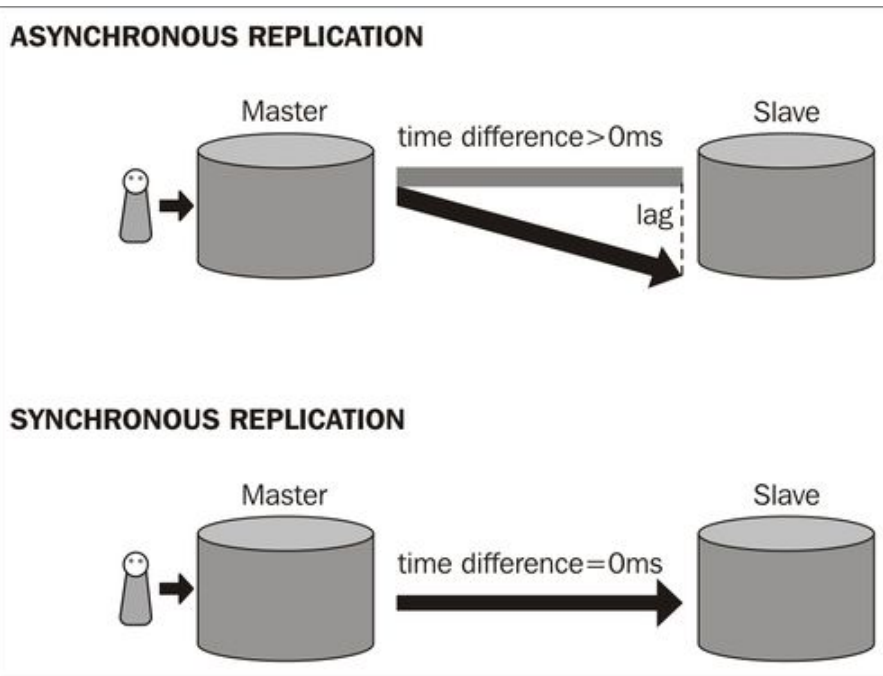 ASYNCHRONOUS REPLICATION
Master
Slave
time difference>0ms
lag
SYNCHRONOUS REPLICATION
Master
Slave
time difference=0ms